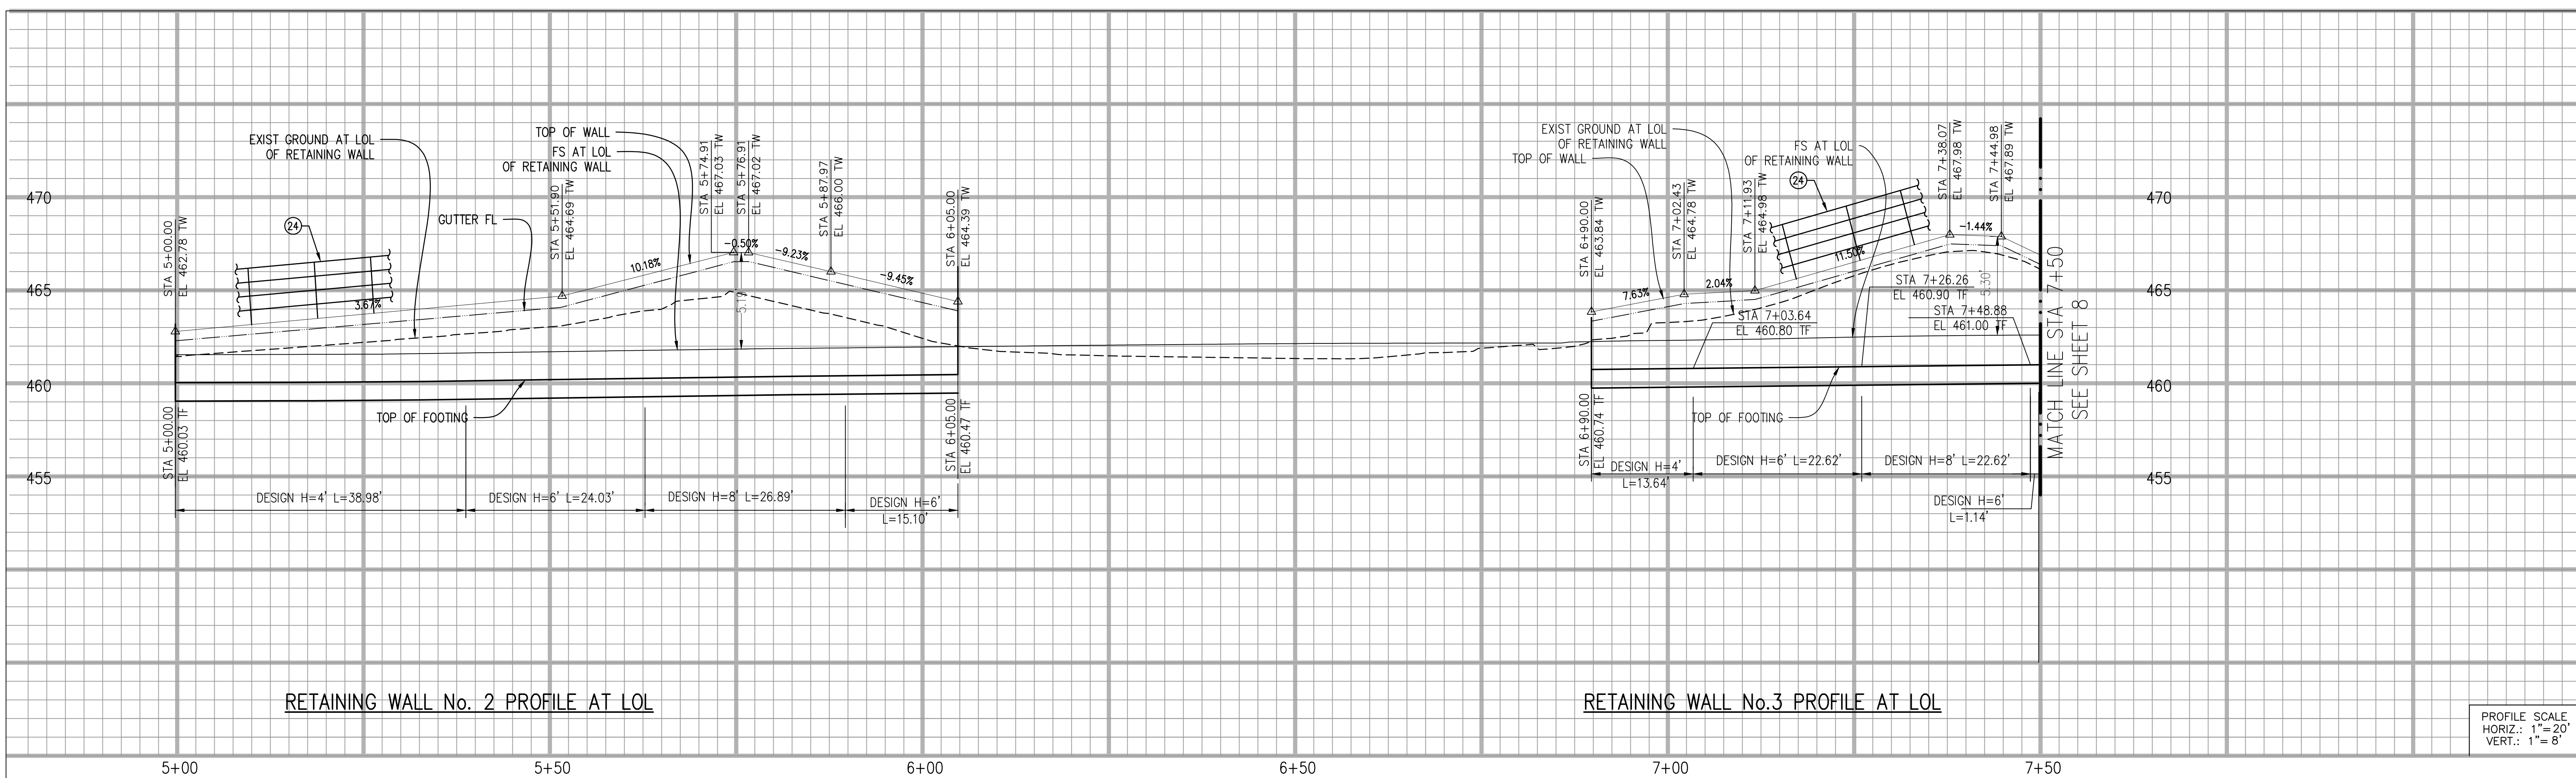 EXIST GROUND AT LOL
OF RETAINING WALL
TOP OF WALL
FS AT LOL
OF RETAINING WALL
GUTTER FL
24
STA 5+00.00
EL 462.78 TW
STA 5+51.90
EL 464.69 TW
STA 5+74.91
EL 467.03 TW
STA 5+76.91
EL 467.02 TW
STA 5+87.97
EL 466.00 TW
STA 6+05.00
EL 464.39 TW
3.67%
10.18%
-0.50%
-9.23%
-9.45%
TOP OF FOOTING
STA 5+00.00
EL 460.03 TF
STA 6+05.00
EL 460.47 TF
DESIGN H=4' L=38.98'
DESIGN H=6' L=24.03'
DESIGN H=8' L=26.89'
DESIGN H=6'
L=15.10'
RETAINING WALL No. 2 PROFILE AT LOL
EXIST GROUND AT LOL
OF RETAINING WALL
TOP OF WALL
FS AT LOL
OF RETAINING WALL
24
STA 6+90.00
EL 463.84 TW
STA 7+02.43
EL 464.78 TW
STA 7+11.93
EL 464.98 TW
STA 7+38.07
EL 467.98 TW
STA 7+44.98
EL 467.89 TW
7.63%
2.04%
11.50%
-1.44%
5.30'
STA 7+03.64
EL 460.80 TF
STA 7+26.26
EL 460.90 TF
STA 7+48.88
EL 461.00 TF
TOP OF FOOTING
STA 6+90.00
EL 460.74 TF
DESIGN H=4'
L=13.64'
DESIGN H=6' L=22.62'
DESIGN H=8' L=22.62'
DESIGN H=6'
L=1.14'
MATCH LINE STA 7+50
SEE SHEET 8
RETAINING WALL No.3 PROFILE AT LOL
470
465
460
455
470
465
460
455
5+00
5+50
6+00
6+50
7+00
7+50
PROFILE SCALE
HORIZ.: 1"=20'
VERT.: 1"= 8'